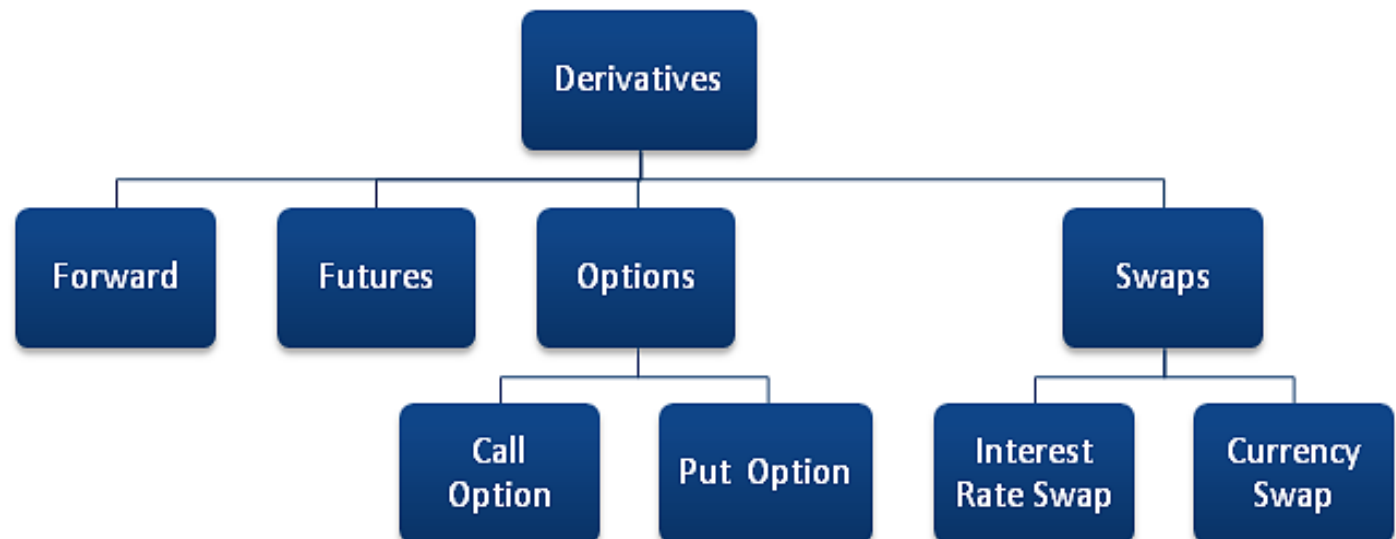 Derivatives
Forward
Futures
Options
Swaps
Call
Option
Put Option
Interest
Rate Swap
Currency
Swap